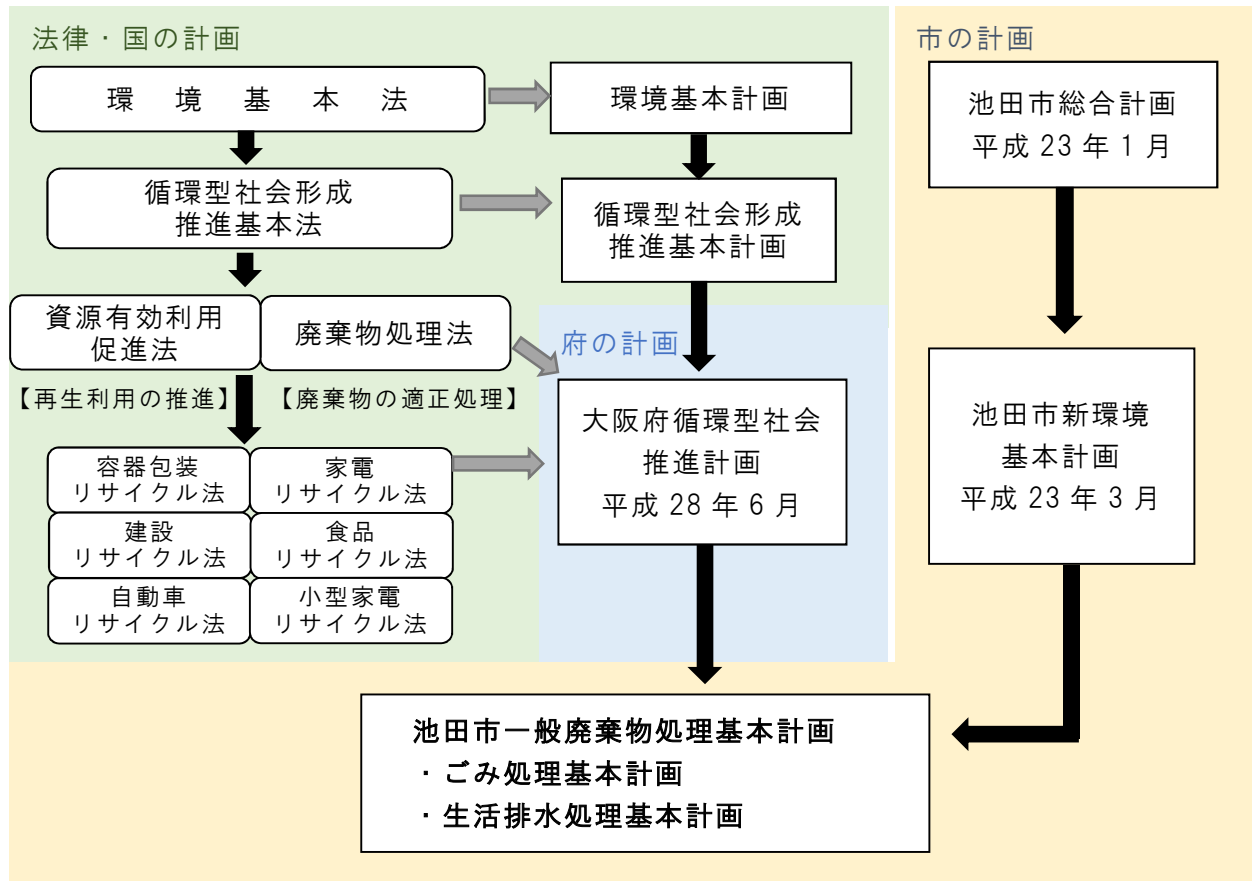 法律・国の計画
環境基本法
環境基本計画
循環型社会形成
推進基本法
循環型社会形成
推進基本計画
資源有効利用
促進法
廃棄物処理法
【再生利用の推進】
【廃棄物の適正処理】
容器包装
リサイクル法
家電
リサイクル法
建設
リサイクル法
食品
リサイクル法
自動車
リサイクル法
小型家電
リサイクル法
府の計画
大阪府循環型社会
推進計画
平成 28 年 6 月
市の計画
池田市総合計画
平成 23 年 1 月
池田市新環境
基本計画
平成 23 年 3 月
池田市一般廃棄物処理基本計画
・ごみ処理基本計画
・生活排水処理基本計画